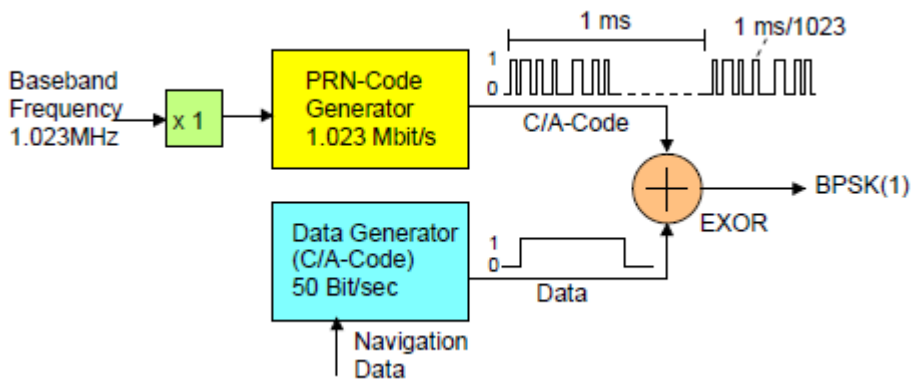 1 ms
1 ms/1023
Baseband
Frequency
1.023MHz
x 1
PRN-Code
Generator
1.023 Mbit/s
1
0
C/A-Code
BPSK(1)
EXOR
Data Generator
(C/A-Code)
50 Bit/sec
1
0
Data
Navigation
Data